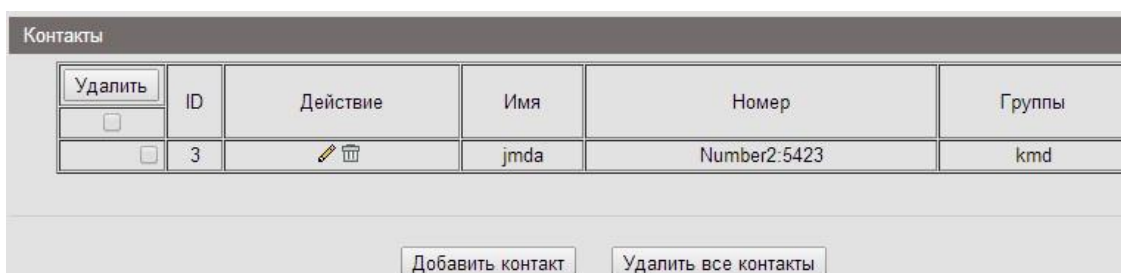 Контакты
Удалить ID Действие Имя Номер Группы
3 jmda Number2:5423 kmd
Добавить контакт Удалить все контакты